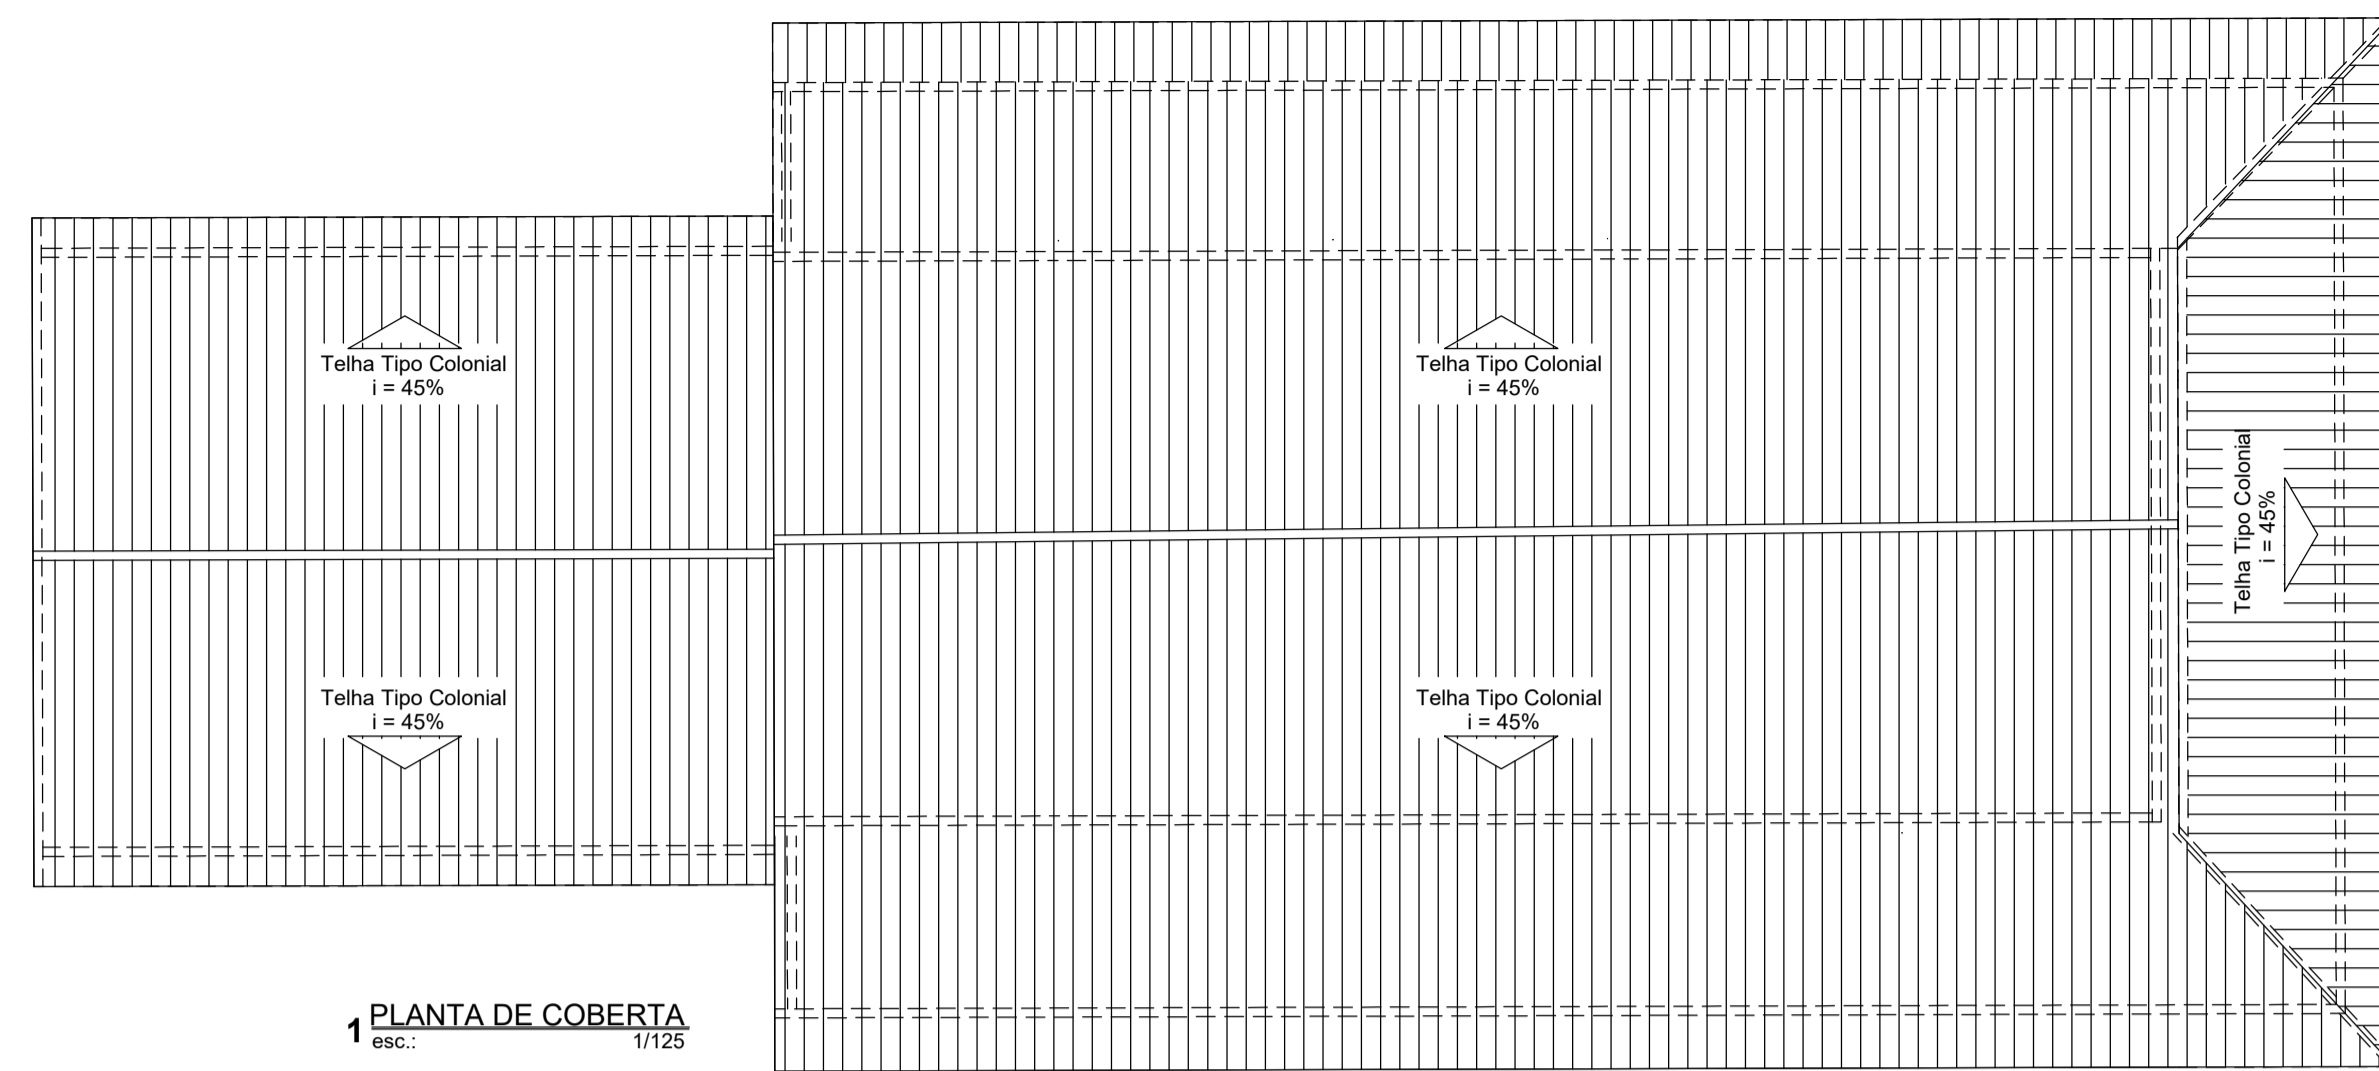 Telha Tipo Colonial
i = 45%
Telha Tipo Colonial
i = 45%
Telha Tipo Colonial
i = 45%
Telha Tipo Colonial
i = 45%
Telha Tipo Colonial
i = 45%
1 PLANTA DE COBERTA
esc.: 1/125